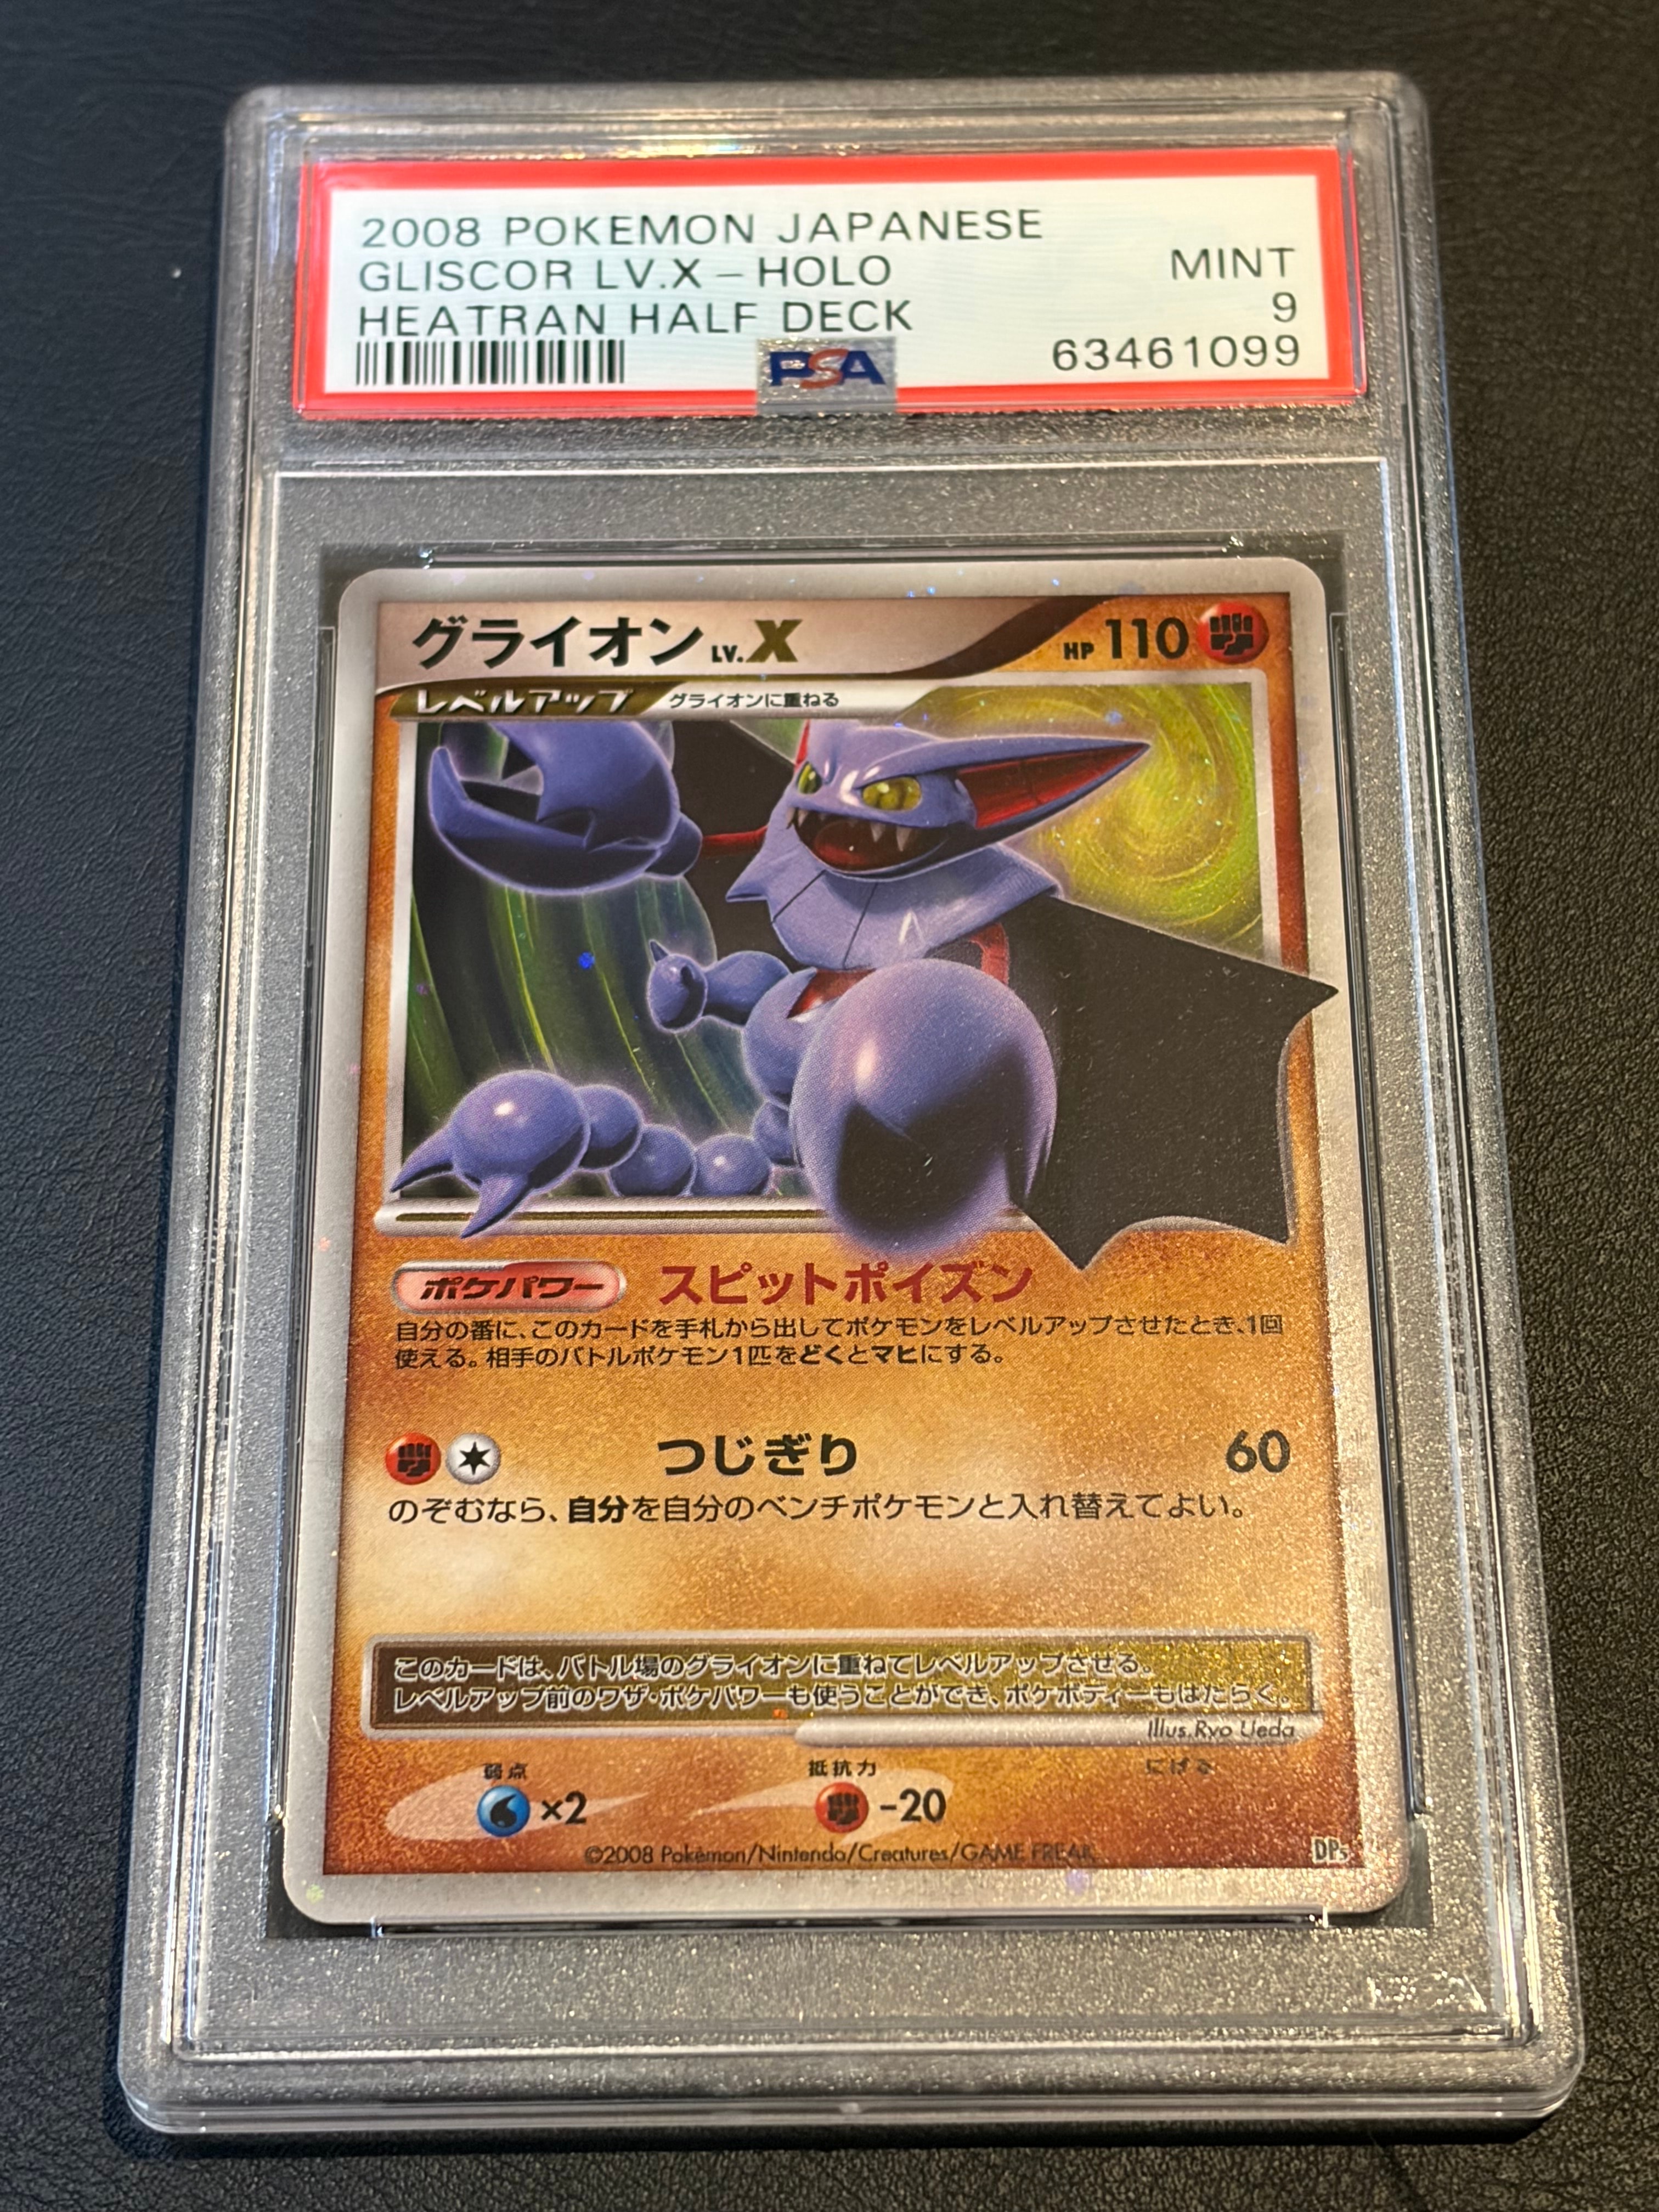 2008 POKEMON JAPANESE
GLISCOR LV.X - HOLO MINT
HEATRAN HALF DECK 9
PSA 63461099
グライオン LV.X HP 110
レベルアップ グライオンに重ねる
ポケパワー スピットポイズン
自分の番に、このカードを手札から出してポケモンをレベルアップさせたとき、1回
使える。相手のバトルポケモン1匹をどくとマヒにする。
つじぎり 60
のぞむなら、自分を自分のベンチポケモンと入れ替えてよい。
このカードは、バトル場のグライオンに重ねてレベルアップさせる。
レベルアップ前のワザ・ポケパワーも使うことができ、ポケボディーもはたらく。
Illus. Ryo Ueda
弱点 抵抗力 にげる
×2 -20
©2008 Pokémon/Nintendo/Creatures/GAME FREAK
DP5